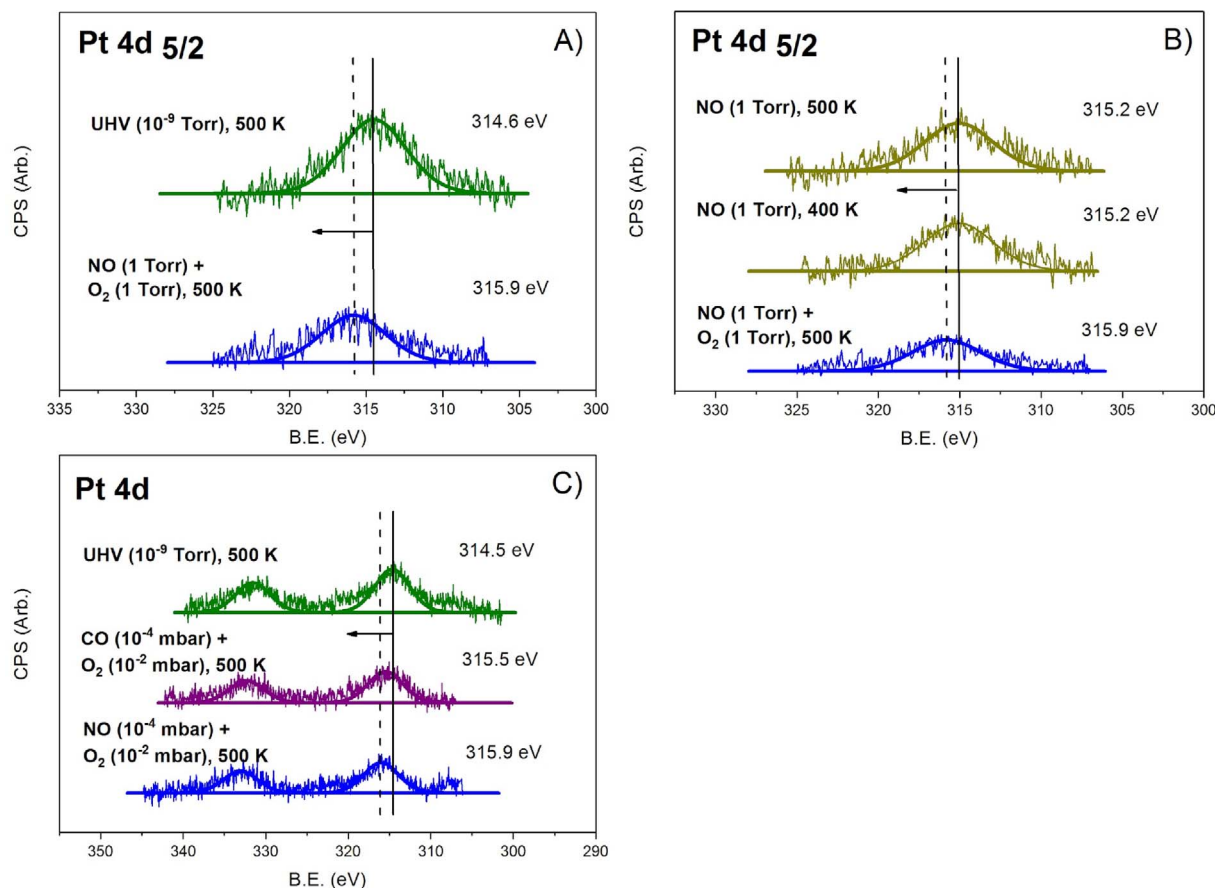 Pt 4d 5/2
A)
UHV (10⁻⁹ Torr), 500 K
314.6 eV
NO (1 Torr) +
O₂ (1 Torr), 500 K
315.9 eV
CPS (Arb.)
335 330 325 320 315 310 305 300
B.E. (eV)
Pt 4d 5/2
B)
NO (1 Torr), 500 K
315.2 eV
NO (1 Torr), 400 K
315.2 eV
NO (1 Torr) +
O₂ (1 Torr), 500 K
315.9 eV
CPS (Arb.)
330 325 320 315 310 305 300
B.E. (eV)
Pt 4d
C)
UHV (10⁻⁹ Torr), 500 K
314.5 eV
CO (10⁻⁴ mbar) +
O₂ (10⁻² mbar), 500 K
315.5 eV
NO (10⁻⁴ mbar) +
O₂ (10⁻² mbar), 500 K
315.9 eV
CPS (Arb.)
350 340 330 320 310 300 290
B.E. (eV)